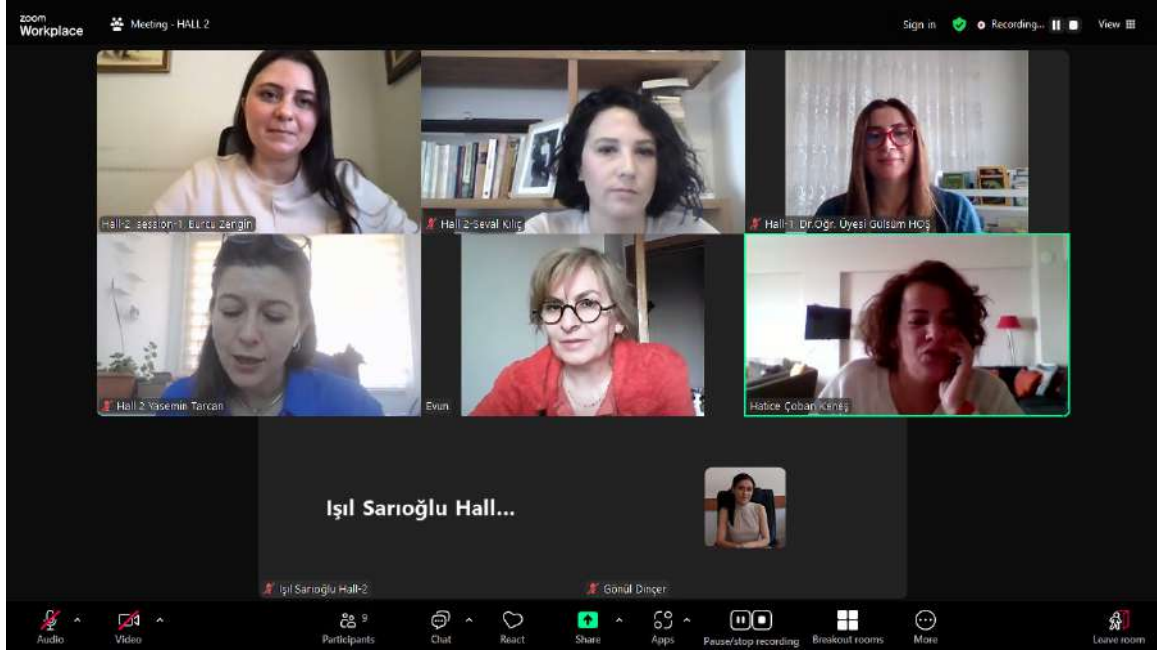 zoom
Workplace
Meeting - HALL 2
Sign in
Recording...
View
Hall-2, session-1, Burcu Zengin
Hall 2-Seval Kılıç
Hall-1 Dr.Öğr. Üyesi Gülsüm HOŞ
Hall 2 Yasemin Tarcan
Evun
Hatice Çoban Keneş
Işıl Sarıoğlu Hall...
Işıl Sarıoğlu Hall-2
Gönül Dinçer
Audio
Video
9
Participants
Chat
React
Share
Apps
Pause/stop recording
Breakout rooms
More
Leave room